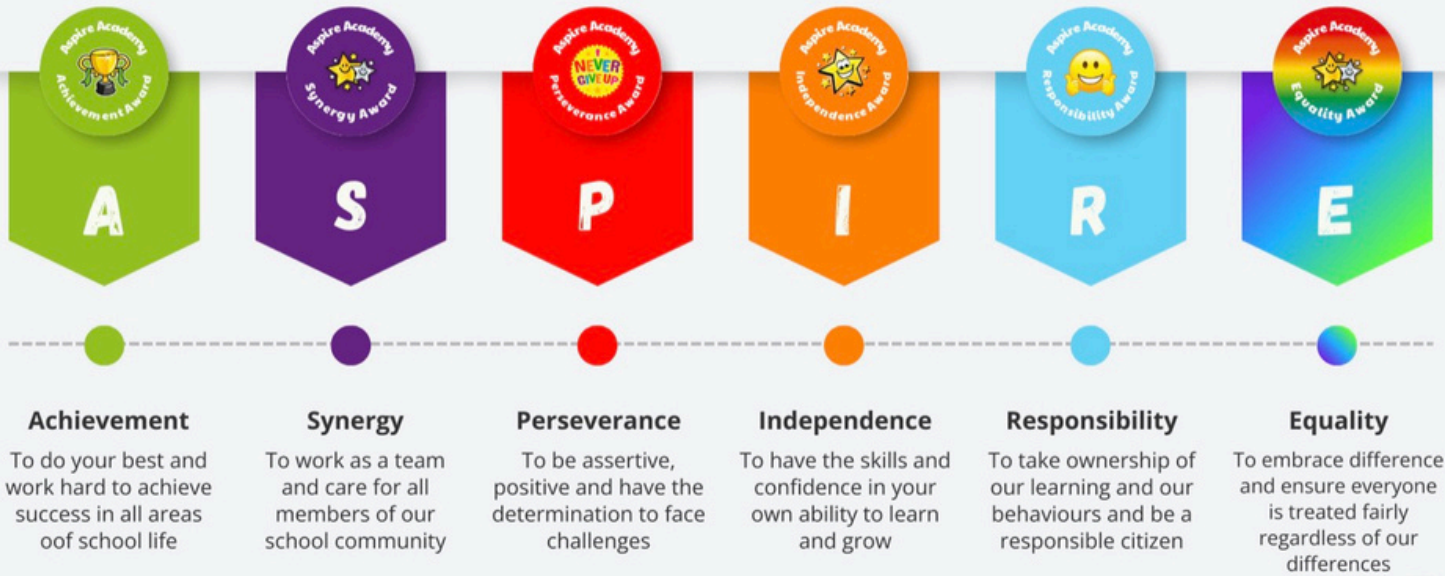 Aspire Academy
Achievement Award
Aspire Academy
Synergy Award
Aspire Academy
NEVER
GIVE UP
Perseverance Award
Aspire Academy
Independence Award
Aspire Academy
Responsibility Award
Aspire Academy
Equality Award
A
S
P
I
R
E
Achievement
To do your best and
work hard to achieve
success in all areas
oof school life
Synergy
To work as a team
and care for all
members of our
school community
Perseverance
To be assertive,
positive and have the
determination to face
challenges
Independence
To have the skills and
confidence in your
own ability to learn
and grow
Responsibility
To take ownership of
our learning and our
behaviours and be a
responsible citizen
Equality
To embrace difference
and ensure everyone
is treated fairly
regardless of our
differences